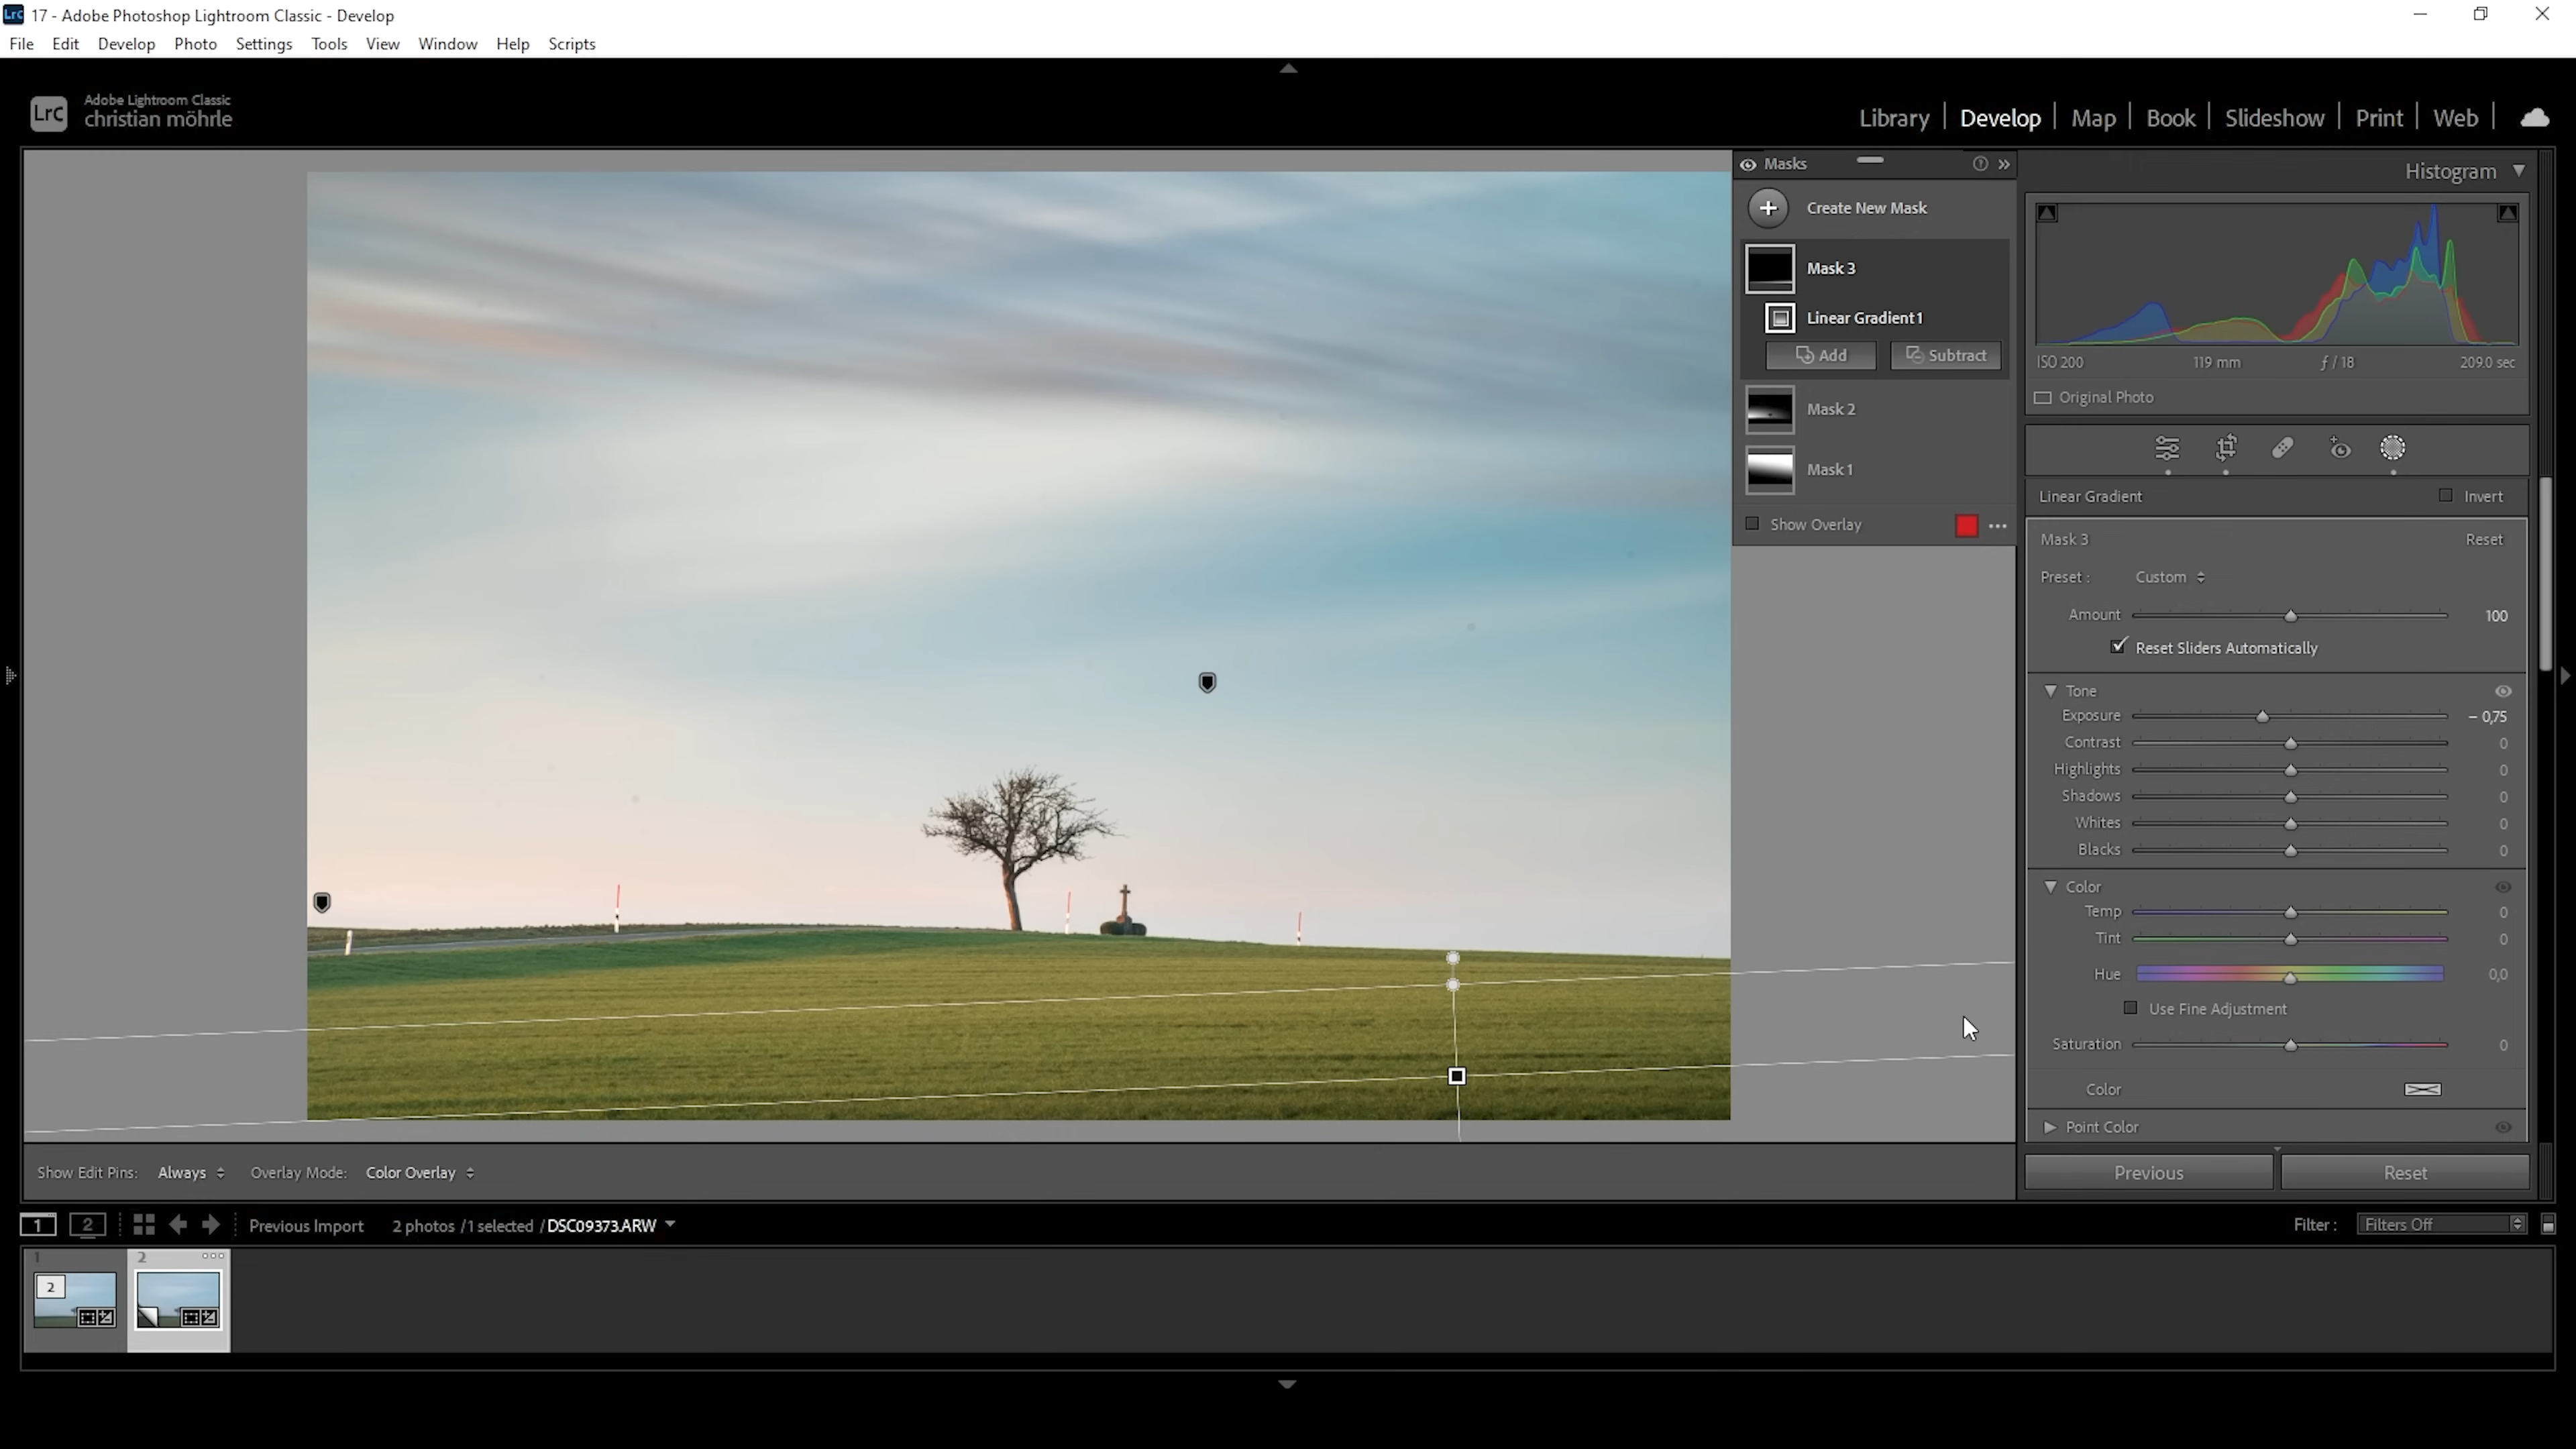 Lrc 17 - Adobe Photoshop Lightroom Classic - Develop
File Edit Develop Photo Settings Tools View Window Help Scripts
Lrc Adobe Lightroom Classic
christian möhrle
Library | Develop | Map | Book | Slideshow | Print | Web |
Masks
Create New Mask
Mask 3
Linear Gradient 1
Add Subtract
Mask 2
Mask 1
Show Overlay
Histogram
ISO 200 119 mm ƒ / 18 209.0 sec
Original Photo
Linear Gradient Invert
Mask 3 Reset
Preset : Custom
Amount 100
Reset Sliders Automatically
Tone
Exposure – 0,75
Contrast 0
Highlights 0
Shadows 0
Whites 0
Blacks 0
Color
Temp 0
Tint 0
Hue 0,0
Use Fine Adjustment
Saturation 0
Color
Point Color
Previous Reset
Show Edit Pins: Always Overlay Mode: Color Overlay
1 2 Previous Import 2 photos /1 selected /DSC09373.ARW Filter : Filters Off
1 2
2